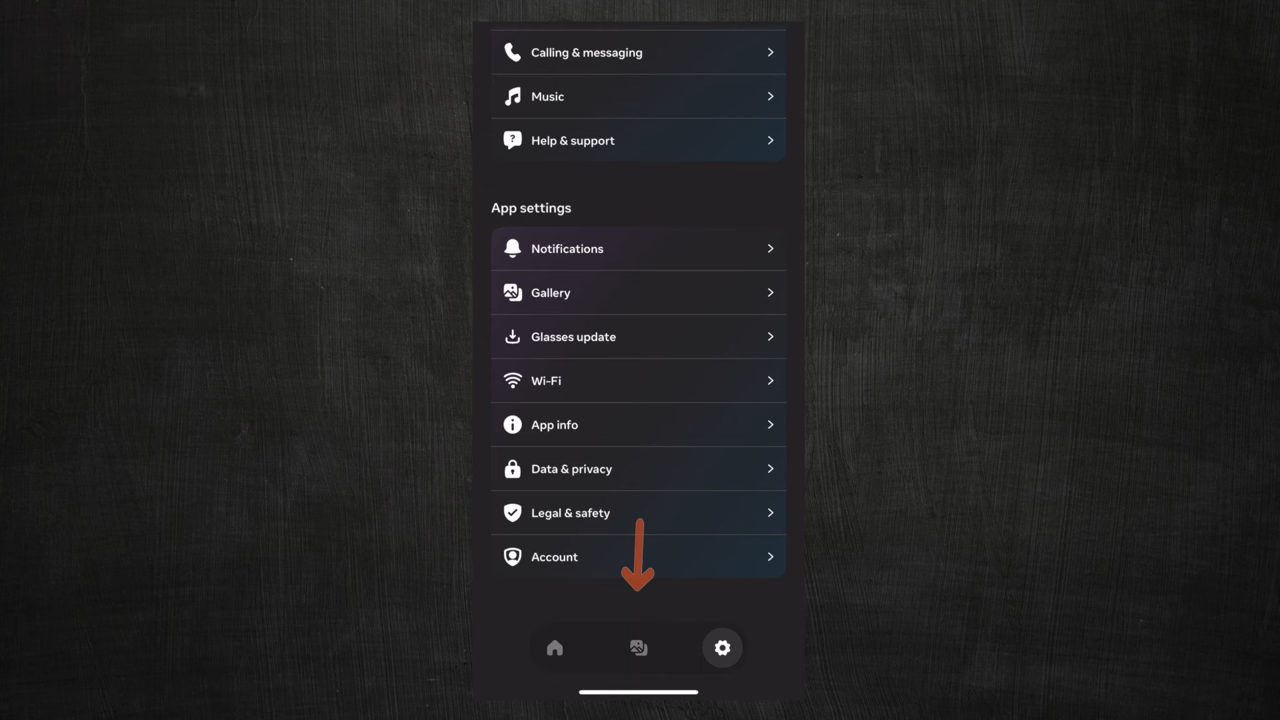 Calling & messaging
Music
Help & support
App settings
Notifications
Gallery
Glasses update
Wi-Fi
App info
Data & privacy
Legal & safety
Account